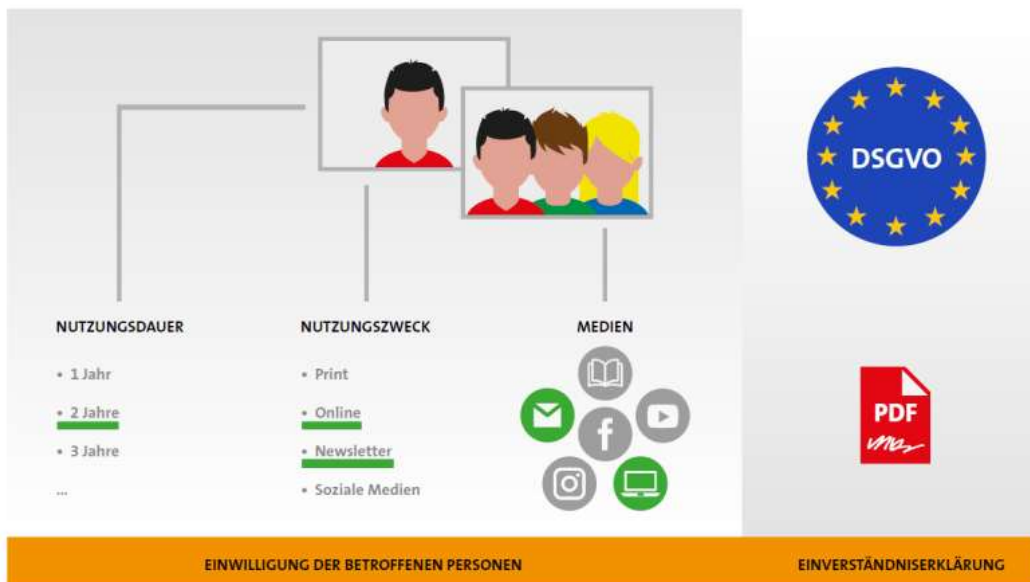 DSGVO
NUTZUNGSDAUER
• 1 Jahr
• 2 Jahre
• 3 Jahre
...
NUTZUNGSZWECK
• Print
• Online
• Newsletter
• Soziale Medien
MEDIEN
f
PDF
EINWILLIGUNG DER BETROFFENEN PERSONEN
EINVERSTÄNDNISERKLÄRUNG